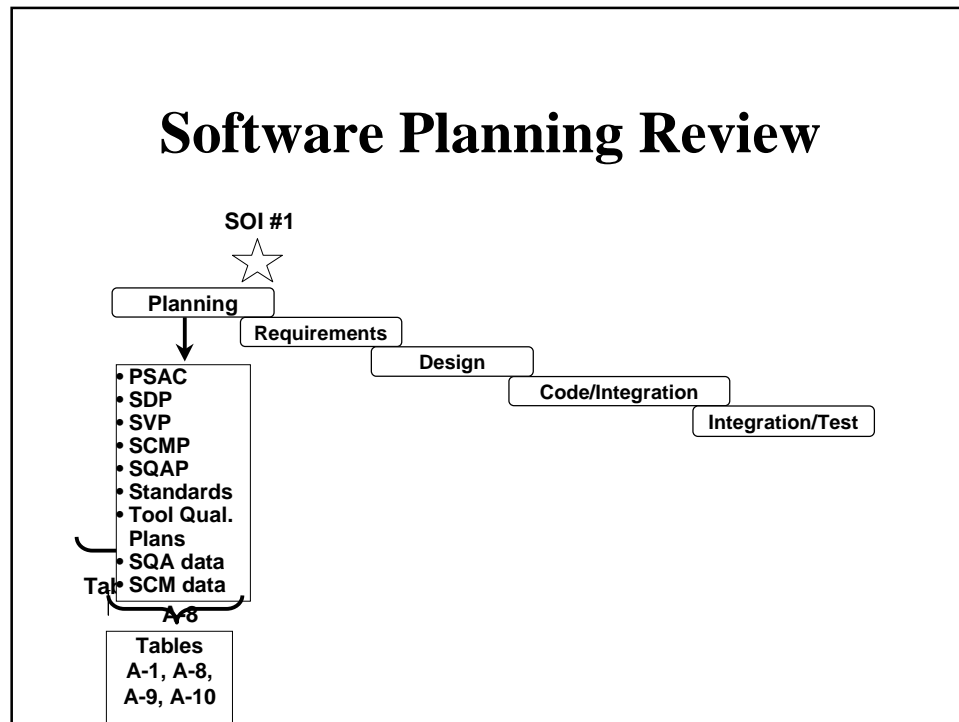 Software Planning Review
SOI #1
Planning
Requirements
Design
Code/Integration
Integration/Test
• PSAC
• SDP
• SVP
• SCMP
• SQAP
• Standards
• Tool Qual.
Plans
• SQA data
• SCM data
A-8
Tables
A-1, A-8,
A-9, A-10